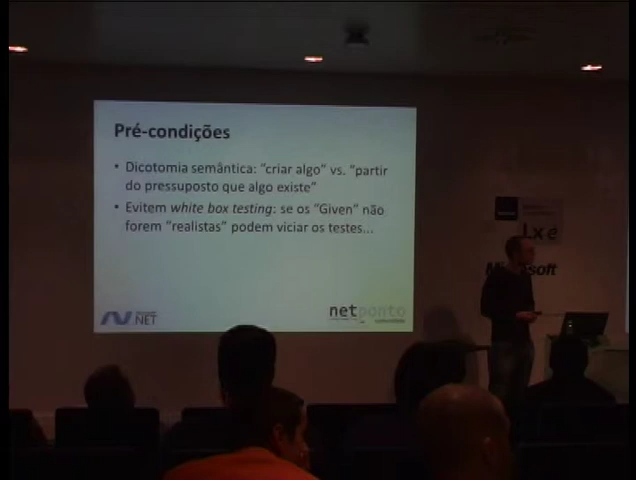 Pré-condições
• Dicotomia semântica: “criar algo” vs. “partir
do pressuposto que algo existe”
• Evitem white box testing: se os “Given” não
forem “realistas” podem viciar os testes...
NET
netponto
Lx e
Microsoft